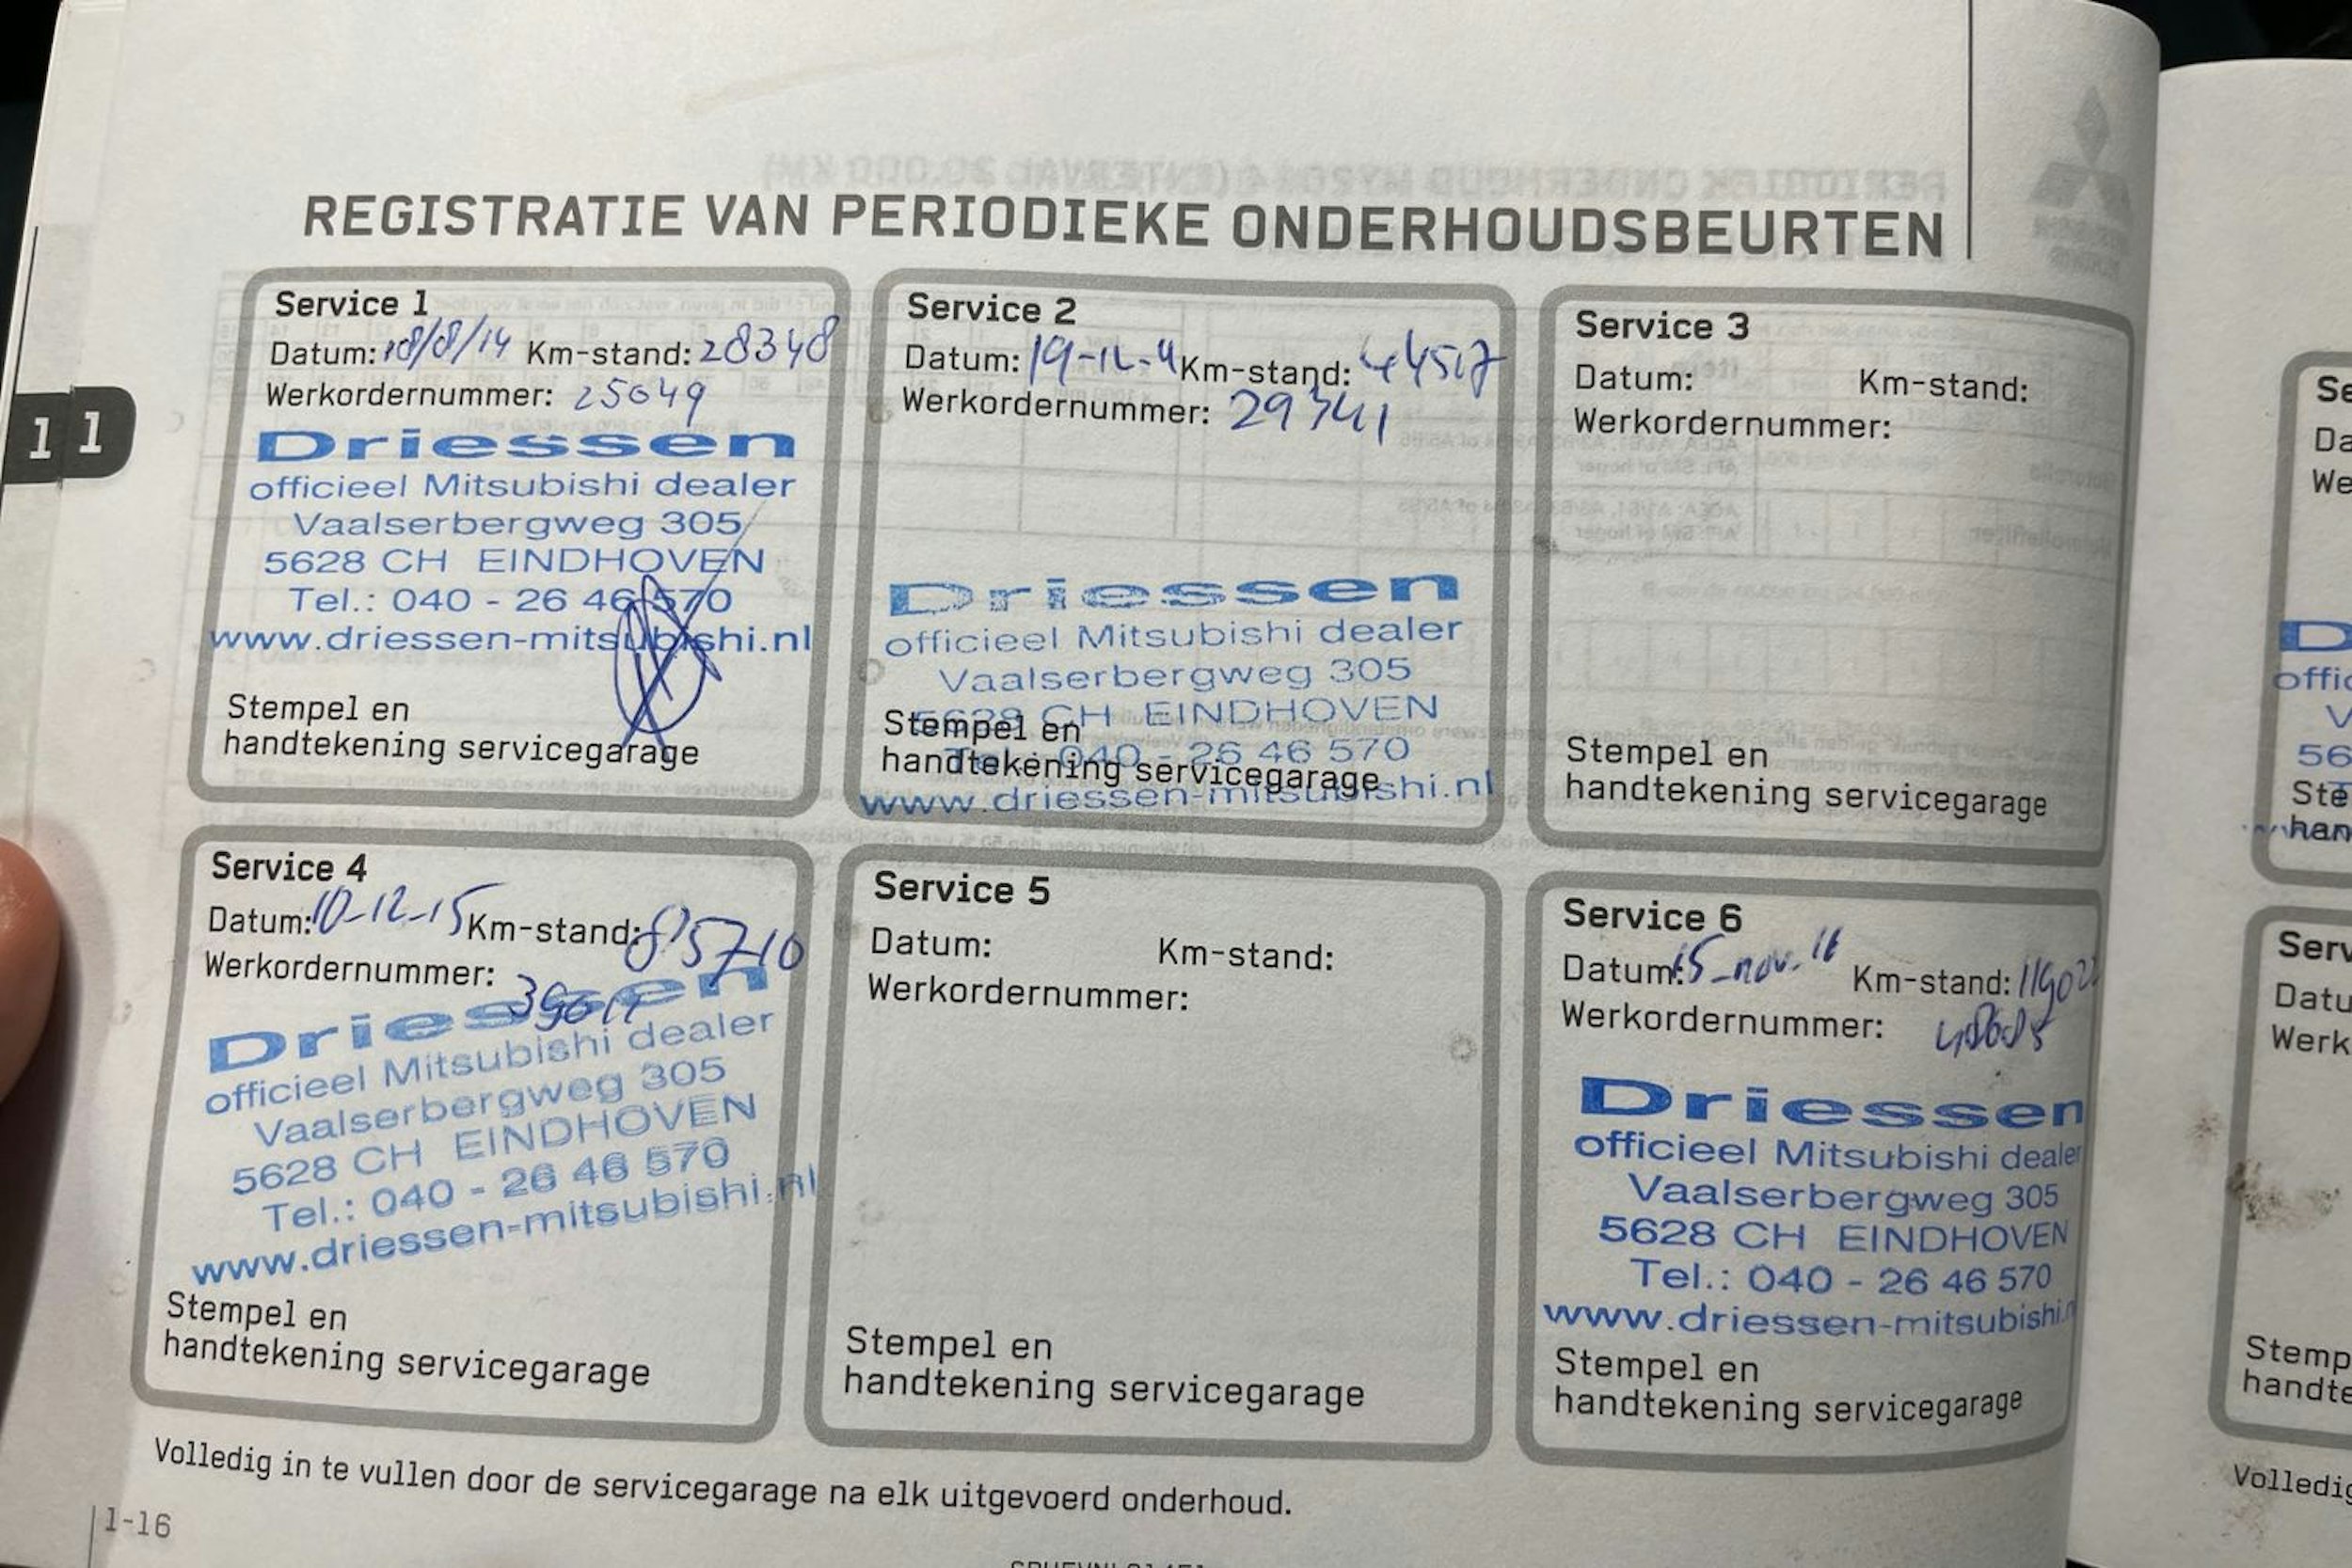 REGISTRATIE VAN PERIODIEKE ONDERHOUDSBEURTEN
1 1
Service 1
Datum: 18/8/14 Km-stand: 28348
Werkordernummer: 25049
Driessen
officieel Mitsubishi dealer
Vaalserbergweg 305
5628 CH EINDHOVEN
Tel.: 040 - 26 46 570
www.driessen-mitsubishi.nl
Stempel en
handtekening servicegarage
Service 2
Datum: Km-stand:
Werkordernummer: 29341
Driessen
officieel Mitsubishi dealer
Vaalserbergweg 305
5628 CH EINDHOVEN
Stempel en
Tel.: 040 - 26 46 570
handtekening servicegarage
www.driessen-mitsubishi.nl
Service 3
Datum: Km-stand:
Werkordernummer:
Stempel en
handtekening servicegarage
Service 4
Datum: 10-12-15 Km-stand: 85710
Werkordernummer:
Driessen
officieel Mitsubishi dealer
Vaalserbergweg 305
5628 CH EINDHOVEN
Tel.: 040 - 26 46 570
www.driessen-mitsubishi.nl
Stempel en
handtekening servicegarage
Service 5
Datum: Km-stand:
Werkordernummer:
Stempel en
handtekening servicegarage
Service 6
Datum: 15-nov. 16 Km-stand:
Werkordernummer:
Driessen
officieel Mitsubishi dealer
Vaalserbergweg 305
5628 CH EINDHOVEN
Tel.: 040 - 26 46 570
www.driessen-mitsubishi.n
Stempel en
handtekening servicegarage
Volledig in te vullen door de servicegarage na elk uitgevoerd onderhoud.
1-16